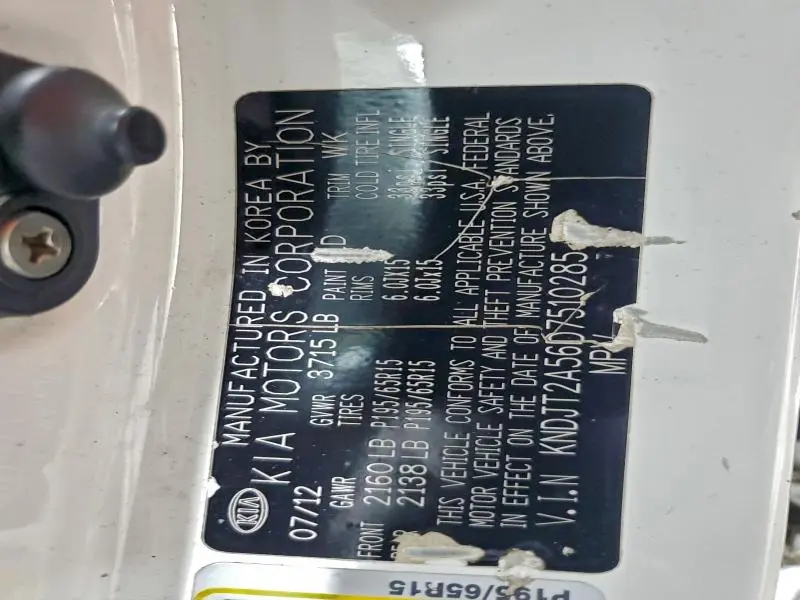 MANUFACTURED IN KOREA BY
KIA KIA MOTORS CORPORATION
07/12 GVWR 3715 LB PAINT D TRIM WK
GAWR TIRES RIMS COLD TIRE INFL
FRONT 2160 LB P195/65R15 6.0JX15 33psi SINGLE
2138 LB P195/65R15 6.0JX15 33psi SINGLE
THIS VEHICLE CONFORMS TO ALL APPLICABLE U.S.A. FEDERAL
MOTOR VEHICLE SAFETY AND THEFT PREVENTION STANDARDS
IN EFFECT ON THE DATE OF MANUFACTURE SHOWN ABOVE.
V.I.N KNDJT2A56D7510285
MPV
P195/65R15